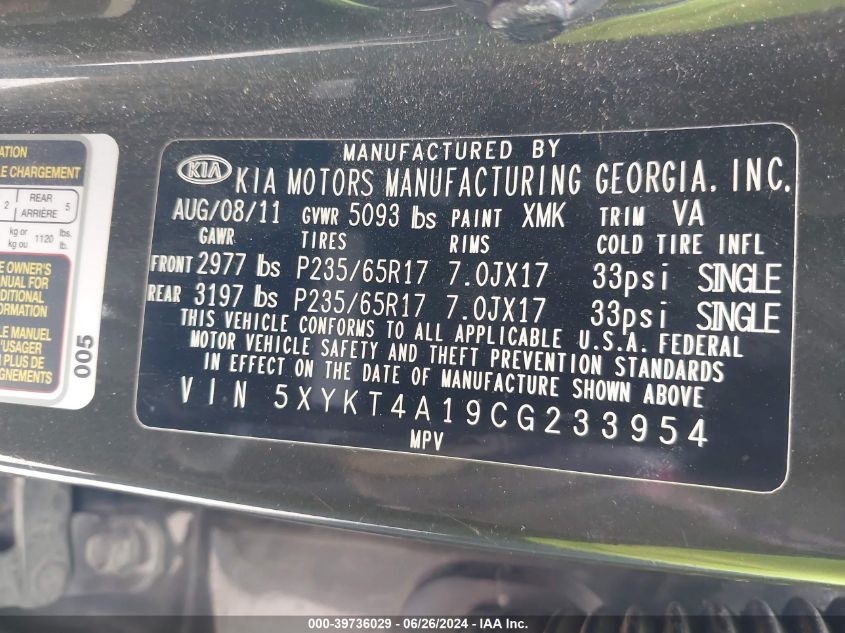 ATION
E CHARGEMENT
2 REAR ARRIÈRE 5
kg or kg ou 1120 lbs. lb.
E OWNER'S
NUAL FOR
DITIONAL
ORMATION
LE MANUEL
'USAGER
N PLUS DE
GNEMENTS
005
MANUFACTURED BY
KIA KIA MOTORS MANUFACTURING GEORGIA, INC.
AUG/08/11 GVWR 5093 lbs PAINT XMK TRIM VA
GAWR TIRES RIMS COLD TIRE INFL
FRONT 2977 lbs P235/65R17 7.0JX17 33psi SINGLE
REAR 3197 lbs P235/65R17 7.0JX17 33psi SINGLE
THIS VEHICLE CONFORMS TO ALL APPLICABLE U.S.A. FEDERAL
MOTOR VEHICLE SAFETY AND THEFT PREVENTION STANDARDS
IN EFFECT ON THE DATE OF MANUFACTURE SHOWN ABOVE
VIN 5XYKT4A19CG233954
MPV
000-39736029 - 06/26/2024 - IAA Inc.